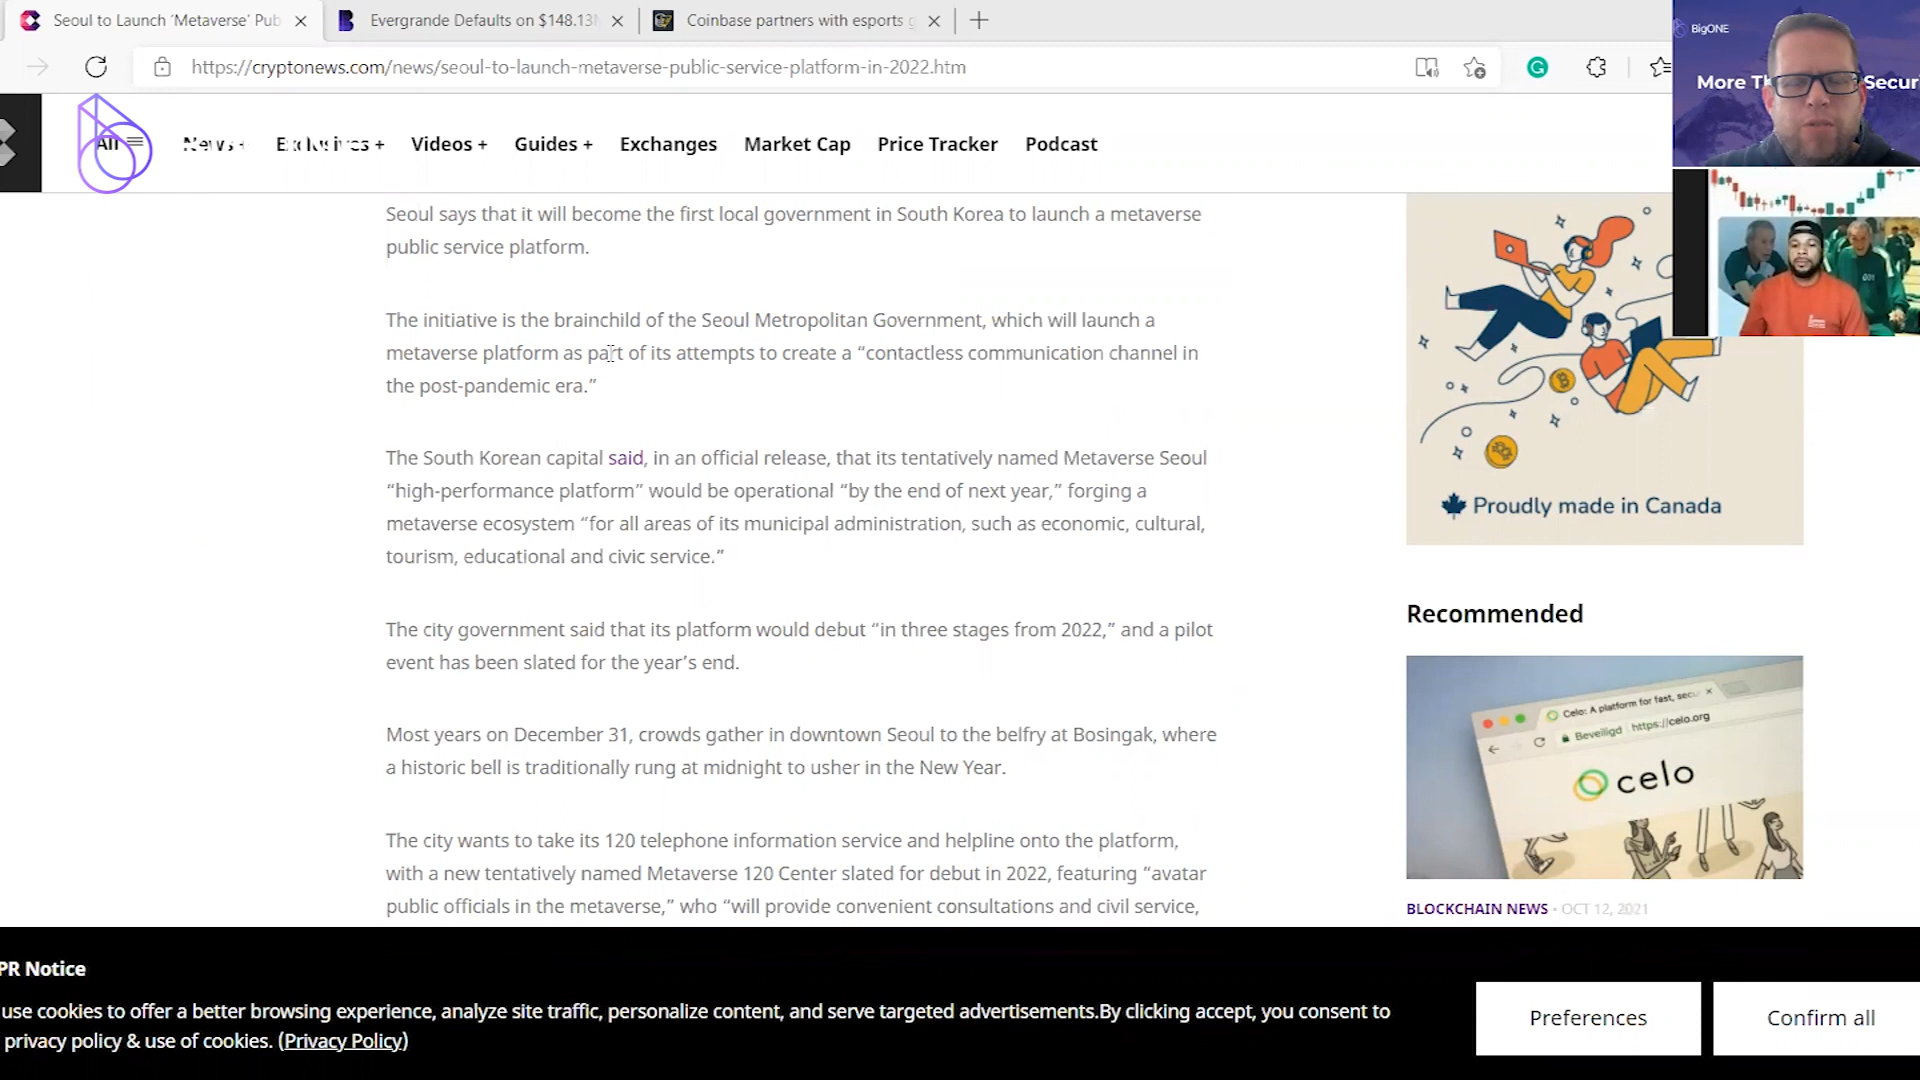 Seoul to Launch ‘Metaverse’ Pub
Evergrande Defaults on $148.13
Coinbase partners with esports g
https://cryptonews.com/news/seoul-to-launch-metaverse-public-service-platform-in-2022.htm
BigONE
All
News +
Exclusives +
Videos +
Guides +
Exchanges
Market Cap
Price Tracker
Podcast
Seoul says that it will become the first local government in South Korea to launch a metaverse
public service platform.
The initiative is the brainchild of the Seoul Metropolitan Government, which will launch a
metaverse platform as part of its attempts to create a “contactless communication channel in
the post-pandemic era.”
The South Korean capital said, in an official release, that its tentatively named Metaverse Seoul
“high-performance platform” would be operational “by the end of next year,” forging a
metaverse ecosystem “for all areas of its municipal administration, such as economic, cultural,
tourism, educational and civic service.”
The city government said that its platform would debut “in three stages from 2022,” and a pilot
event has been slated for the year’s end.
Most years on December 31, crowds gather in downtown Seoul to the belfry at Bosingak, where
a historic bell is traditionally rung at midnight to usher in the New Year.
The city wants to take its 120 telephone information service and helpline onto the platform,
with a new tentatively named Metaverse 120 Center slated for debut in 2022, featuring “avatar
public officials in the metaverse,” who “will provide convenient consultations and civil service,
More Th
Secur
001
Proudly made in Canada
Recommended
Celo: A platform for fast, secu
Beveiligd
https://celo.org
celo
BLOCKCHAIN NEWS · OCT 12, 2021
PR Notice
use cookies to offer a better browsing experience, analyze site traffic, personalize content, and serve targeted advertisements.By clicking accept, you consent to
privacy policy & use of cookies. (Privacy Policy)
Preferences
Confirm all